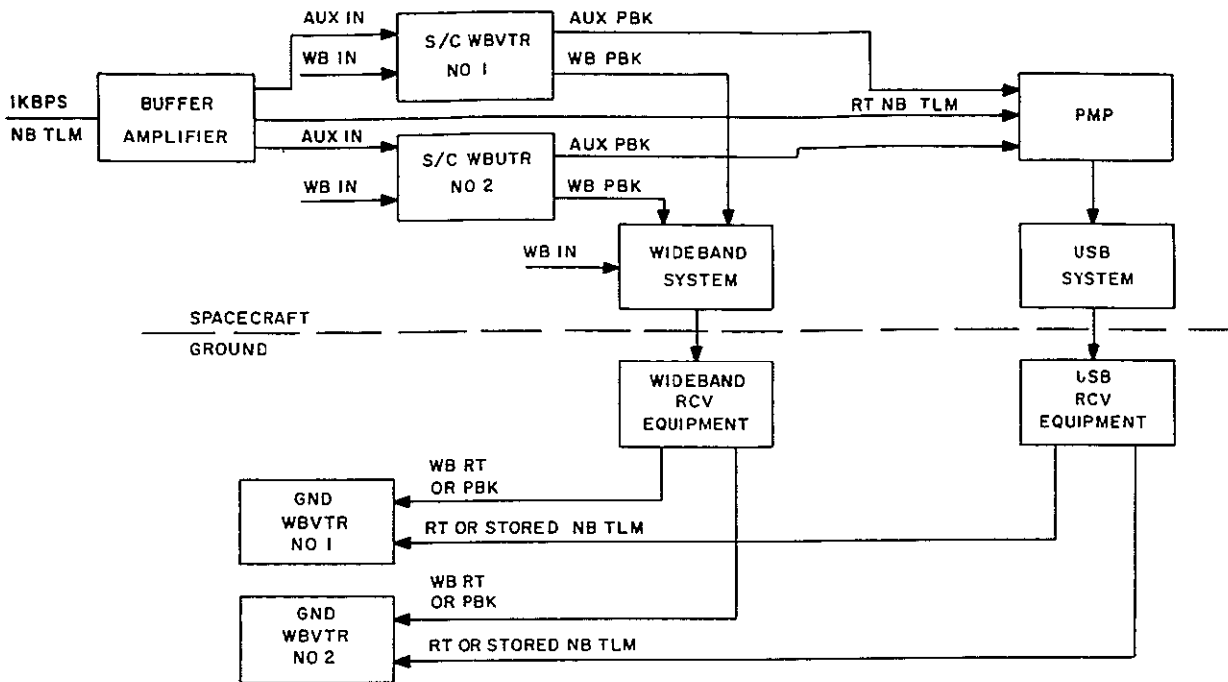 AUX IN
AUX PBK
S/C WBVTR
NO 1
WB IN
WB PBK
1KBPS
NB TLM
BUFFER
AMPLIFIER
RT NB TLM
PMP
AUX IN
AUX PBK
S/C WBUTR
NO 2
WB IN
WB PBK
WB IN
WIDEBAND
SYSTEM
USB
SYSTEM
SPACECRAFT
GROUND
WIDEBAND
RCV
EQUIPMENT
USB
RCV
EQUIPMENT
WB RT
OR PBK
GND
WBVTR
NO 1
RT OR STORED NB TLM
WB RT
OR PBK
GND
WBVTR
NO 2
RT OR STORED NB TLM